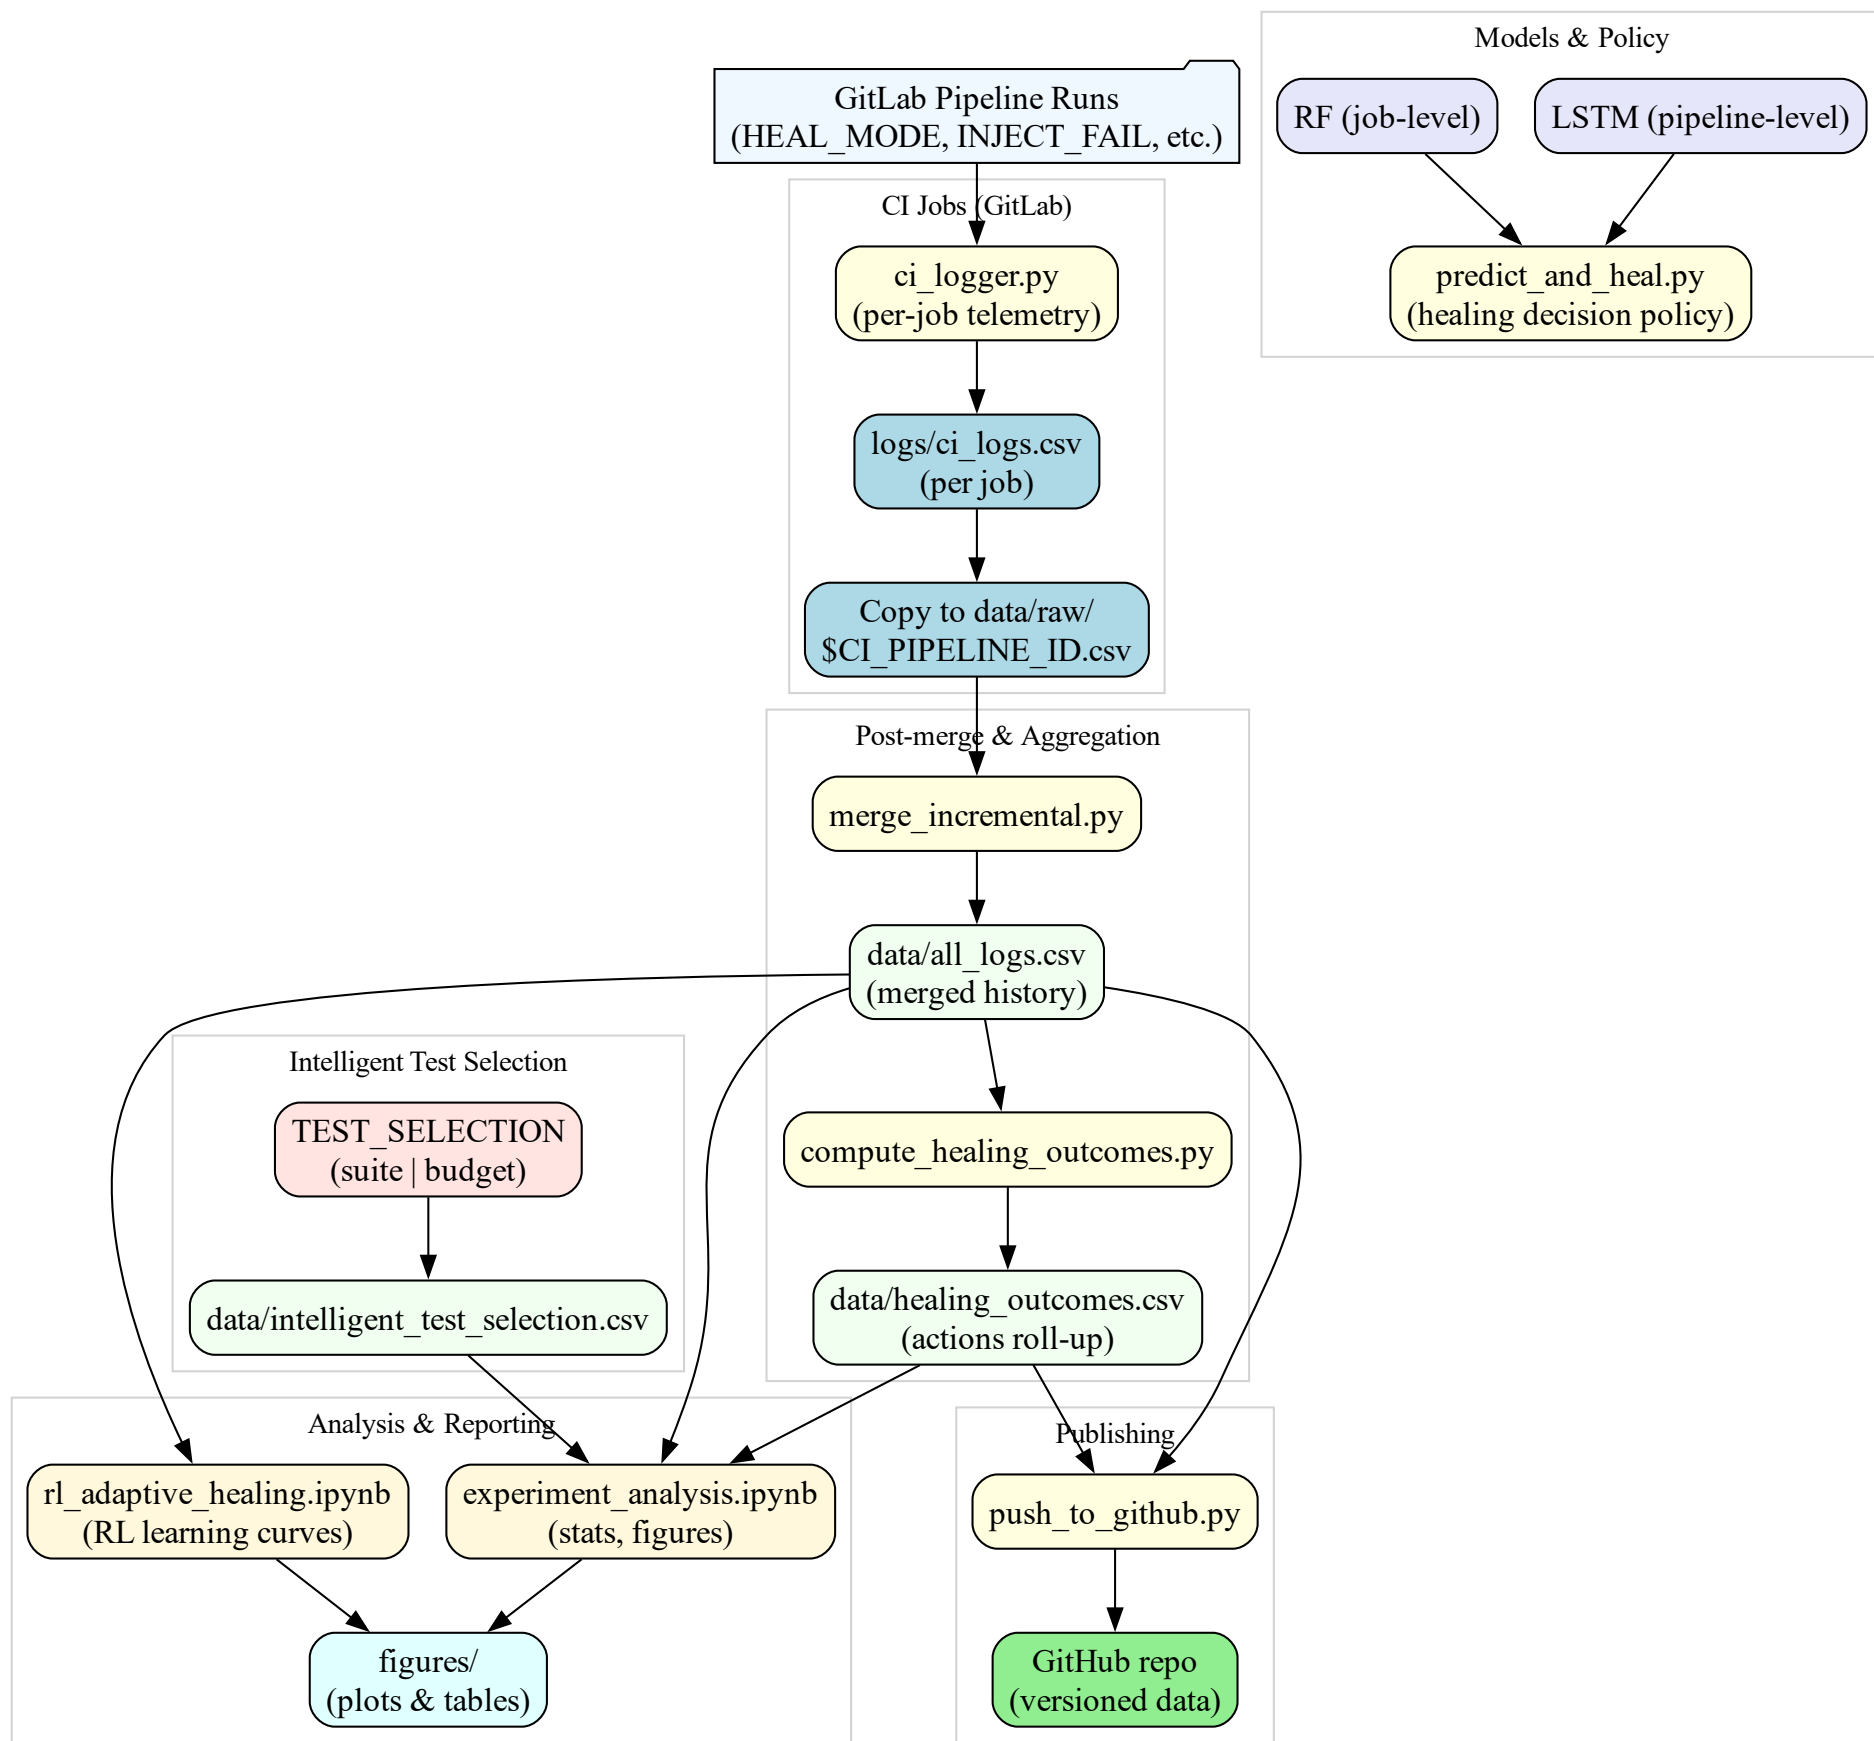 Models & Policy
RF (job-level)
LSTM (pipeline-level)
predict_and_heal.py
(healing decision policy)
GitLab Pipeline Runs
(HEAL_MODE, INJECT_FAIL, etc.)
CI Jobs (GitLab)
ci_logger.py
(per-job telemetry)
logs/ci_logs.csv
(per job)
Copy to data/raw/
$CI_PIPELINE_ID.csv
Post-merge & Aggregation
merge_incremental.py
data/all_logs.csv
(merged history)
compute_healing_outcomes.py
data/healing_outcomes.csv
(actions roll-up)
Intelligent Test Selection
TEST_SELECTION
(suite | budget)
data/intelligent_test_selection.csv
Analysis & Reporting
rl_adaptive_healing.ipynb
(RL learning curves)
experiment_analysis.ipynb
(stats, figures)
figures/
(plots & tables)
Publishing
push_to_github.py
GitHub repo
(versioned data)